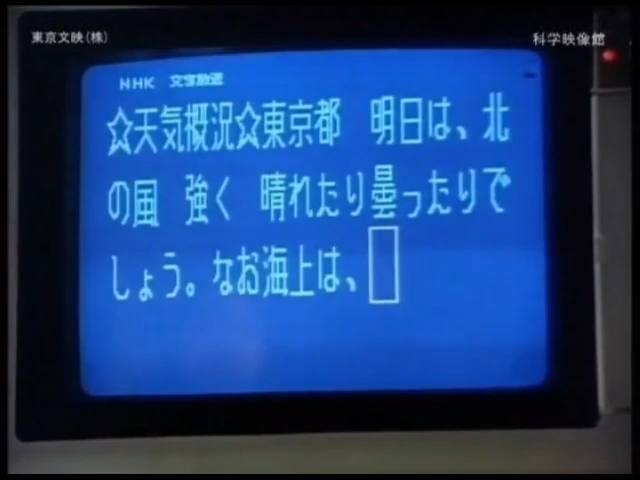 東京文映(株)
科学映像館
NHK 文字放送
☆天気概況☆東京都 明日は、北
の風 強く 晴れたり曇ったりで
しょう。なお海上は、